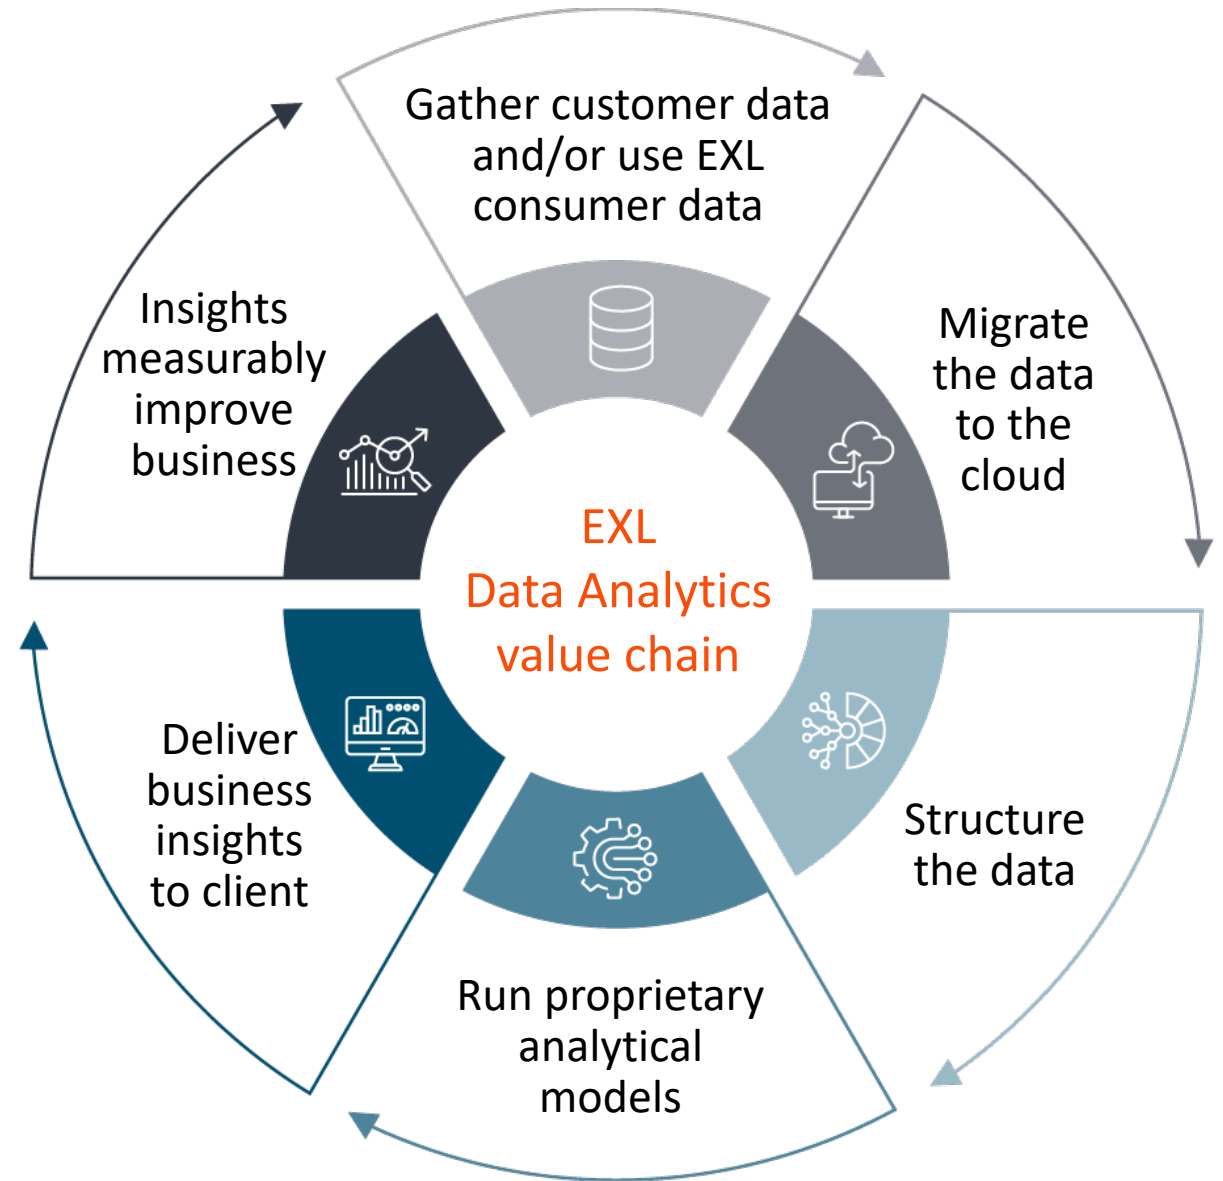 Gather customer data
and/or use EXL
consumer data
Migrate
the data
to the
cloud
Structure
the data
Run proprietary
analytical
models
Deliver
business
insights
to client
Insights
measurably
improve
business
EXL
Data Analytics
value chain